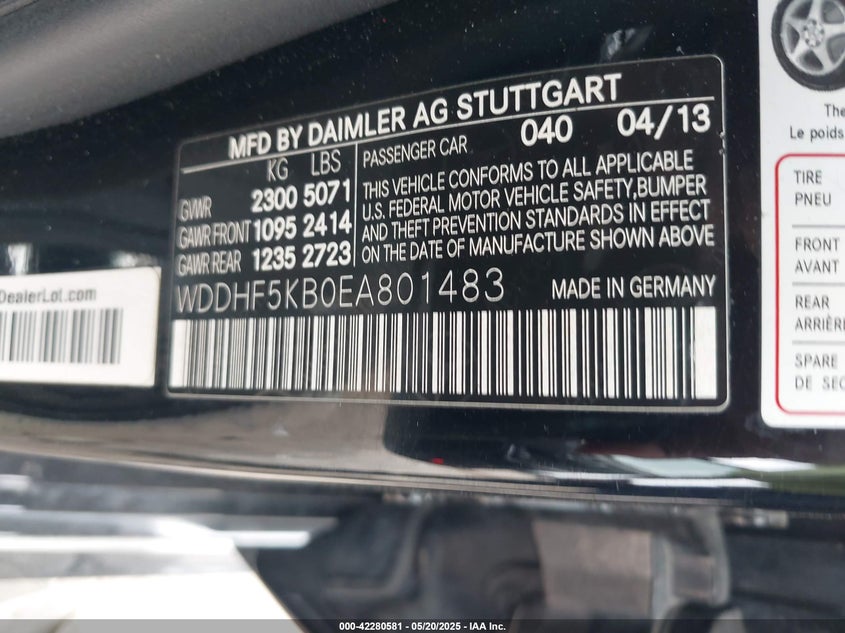 MFD BY DAIMLER AG STUTTGART
KG LBS
GVWR 2300 5071
GAWR FRONT 1095 2414
GAWR REAR 1235 2723
PASSENGER CAR 040 04/13
THIS VEHICLE CONFORMS TO ALL APPLICABLE
U.S. FEDERAL MOTOR VEHICLE SAFETY,BUMPER
AND THEFT PREVENTION STANDARDS IN EFFECT
ON THE DATE OF MANUFACTURE SHOWN ABOVE
WDDHF5KB0EA801483 MADE IN GERMANY
DealerLot.com
The
Le poids
TIRE
PNEU
FRONT
AVANT
REAR
ARRIÈRE
SPARE
DE SEC
000-42280581 - 05/20/2025 - IAA Inc.